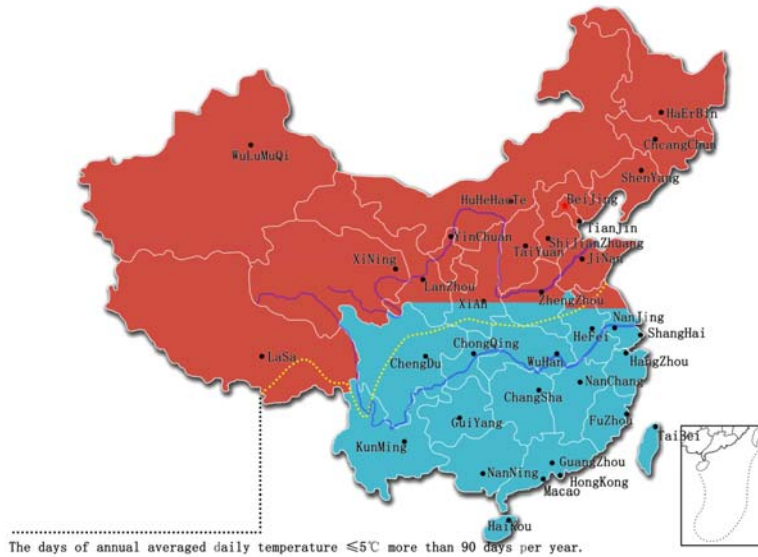 HaErBin
ChcangChun
WuLuMuQi
ShenYang
HuHeHaoTe
BeiJing
TianJin
YinChuan
ShiJianZhuang
TaiYuan
XiNing
JiNan
LanZhou
ZhengZhou
XiAn
NanJing
HeFei
ShangHai
ChongQing
LaSa
ChengDu
WuHan
HangZhou
NanChang
ChangSha
GuiYang
FuZhou
TaiBei
KunMing
GuangZhou
NanNing
HongKong
Macao
HaiKou
The days of annual averaged daily temperature ≤5℃ more than 90 days per year.